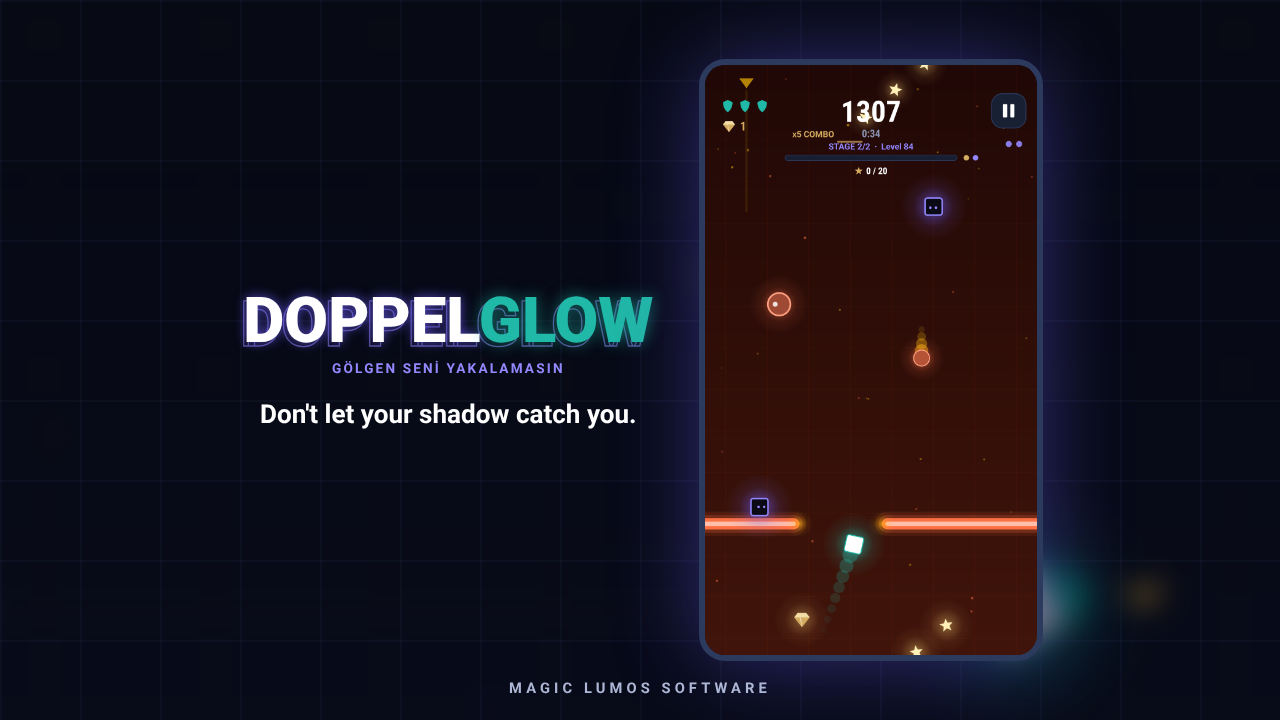 DOPPELGLOW
GÖLGEN SENİ YAKALAMASIN
Don't let your shadow catch you.
1307
1
x5 COMBO
0:34
STAGE 2/2 · Level 84
0 / 20
MAGIC LUMOS SOFTWARE